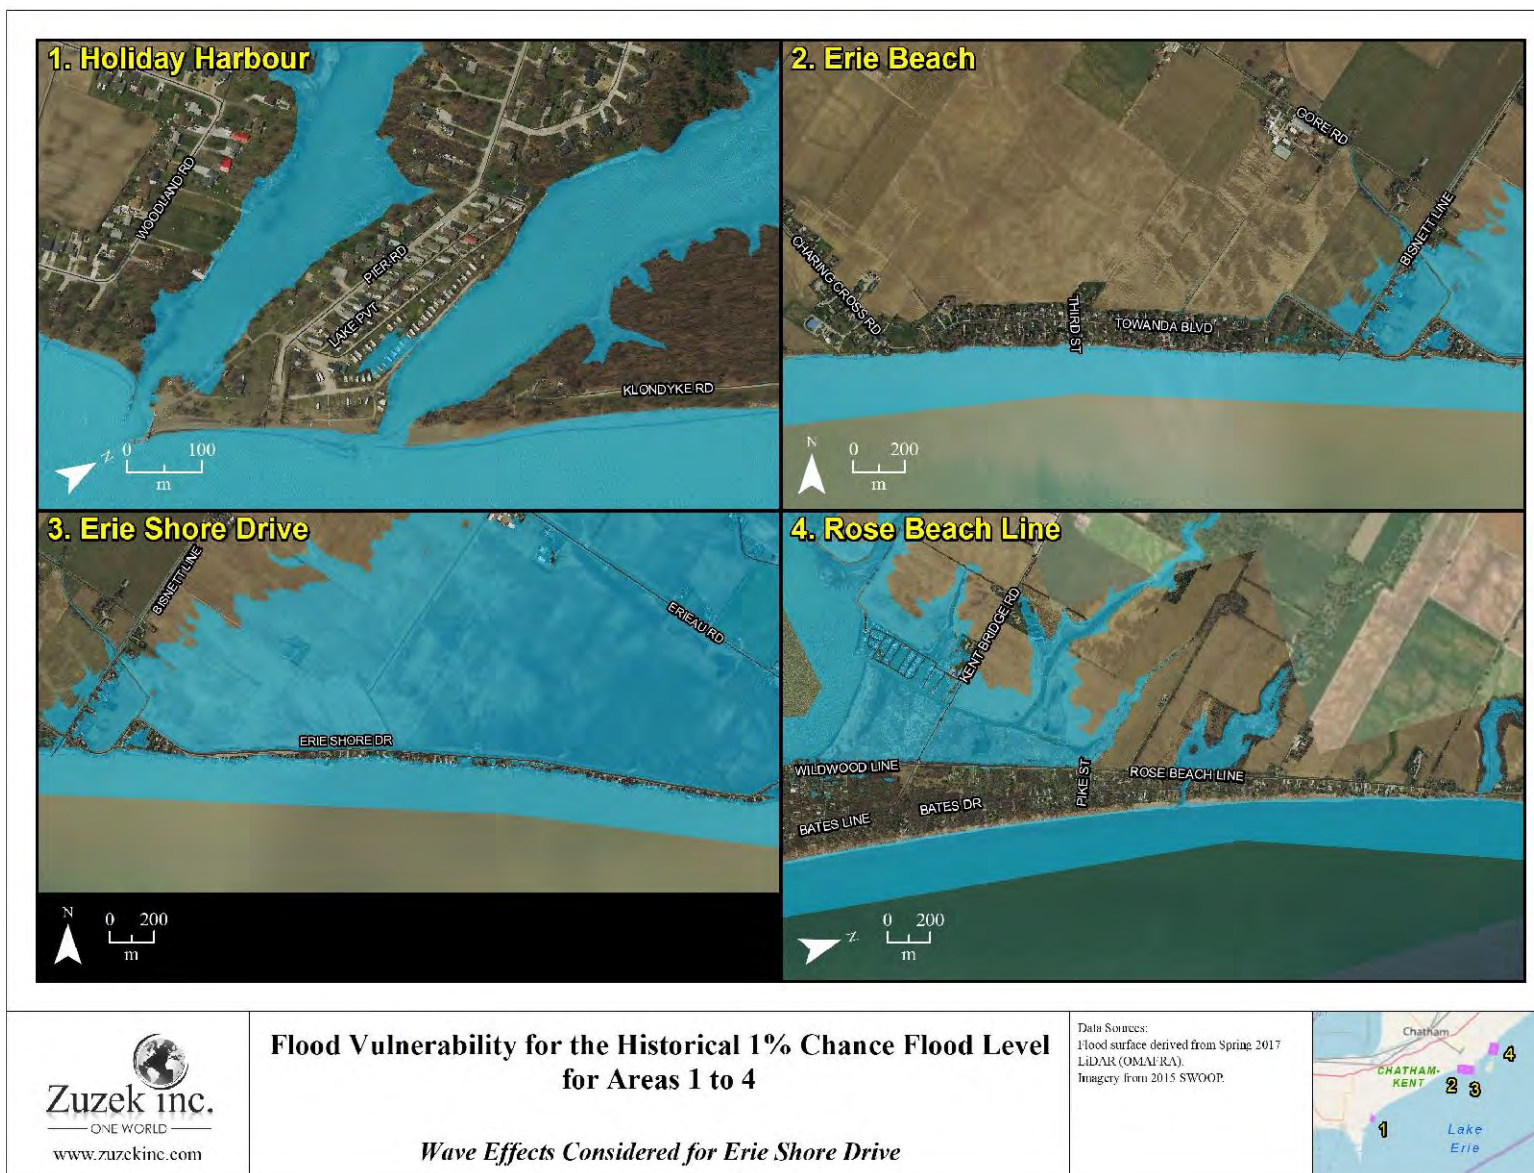 1. Holiday Harbour
WOODLAND RD
PIER RD
LAKE PVT
KLONDYKE RD
0 100
m
N
2. Erie Beach
GORE RD
BISNETT LINE
CHARING CROSS RD
THIRD ST
TOWANDA BLVD
N
0 200
m
3. Erie Shore Drive
BISNETT LINE
ERIEAU RD
ERIE SHORE DR
N
0 200
m
4. Rose Beach Line
KENT BRIDGE RD
WILDWOOD LINE
PIKE ST
ROSE BEACH LINE
BATES DR
BATES LINE
0 200
m
N
Zuzek inc.
ONE WORLD
www.zuzekinc.com
Flood Vulnerability for the Historical 1% Chance Flood Level
for Areas 1 to 4
Wave Effects Considered for Erie Shore Drive
Data Sources:
Flood surface derived from Spring 2017
LiDAR (OMAFRA).
Imagery from 2015 SWOOP.
Chatham
CHATHAM-
KENT
4
2
3
1
Lake
Erie